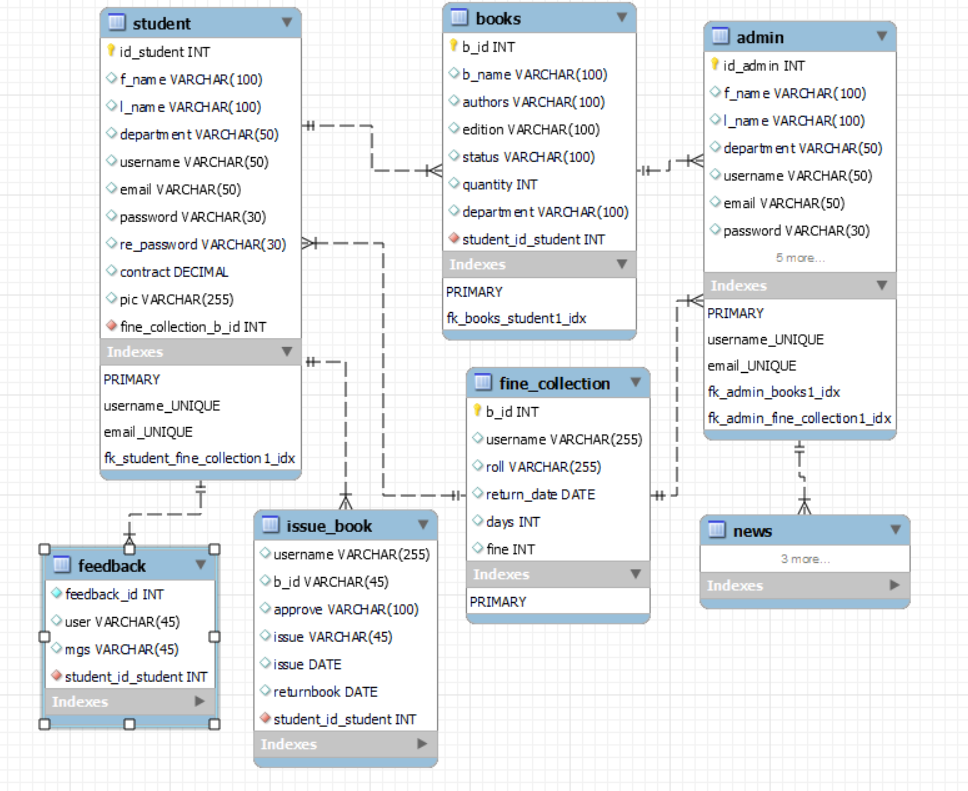 student
id_student INT
f_name VARCHAR(100)
l_name VARCHAR(100)
department VARCHAR(50)
username VARCHAR(50)
email VARCHAR(50)
password VARCHAR(30)
re_password VARCHAR(30)
contract DECIMAL
pic VARCHAR(255)
fine_collection_b_id INT
Indexes
PRIMARY
username_UNIQUE
email_UNIQUE
fk_student_fine_collection1_idx
books
b_id INT
b_name VARCHAR(100)
authors VARCHAR(100)
edition VARCHAR(100)
status VARCHAR(100)
quantity INT
department VARCHAR(100)
student_id_student INT
Indexes
PRIMARY
fk_books_student1_idx
admin
id_admin INT
f_name VARCHAR(100)
l_name VARCHAR(100)
department VARCHAR(50)
username VARCHAR(50)
email VARCHAR(50)
password VARCHAR(30)
5 more...
Indexes
PRIMARY
username_UNIQUE
email_UNIQUE
fk_admin_books1_idx
fk_admin_fine_collection1_idx
fine_collection
b_id INT
username VARCHAR(255)
roll VARCHAR(255)
return_date DATE
days INT
fine INT
Indexes
PRIMARY
feedback
feedback_id INT
user VARCHAR(45)
mgs VARCHAR(45)
student_id_student INT
Indexes
issue_book
username VARCHAR(255)
b_id VARCHAR(45)
approve VARCHAR(100)
issue VARCHAR(45)
issue DATE
returnbook DATE
student_id_student INT
Indexes
news
3 more...
Indexes